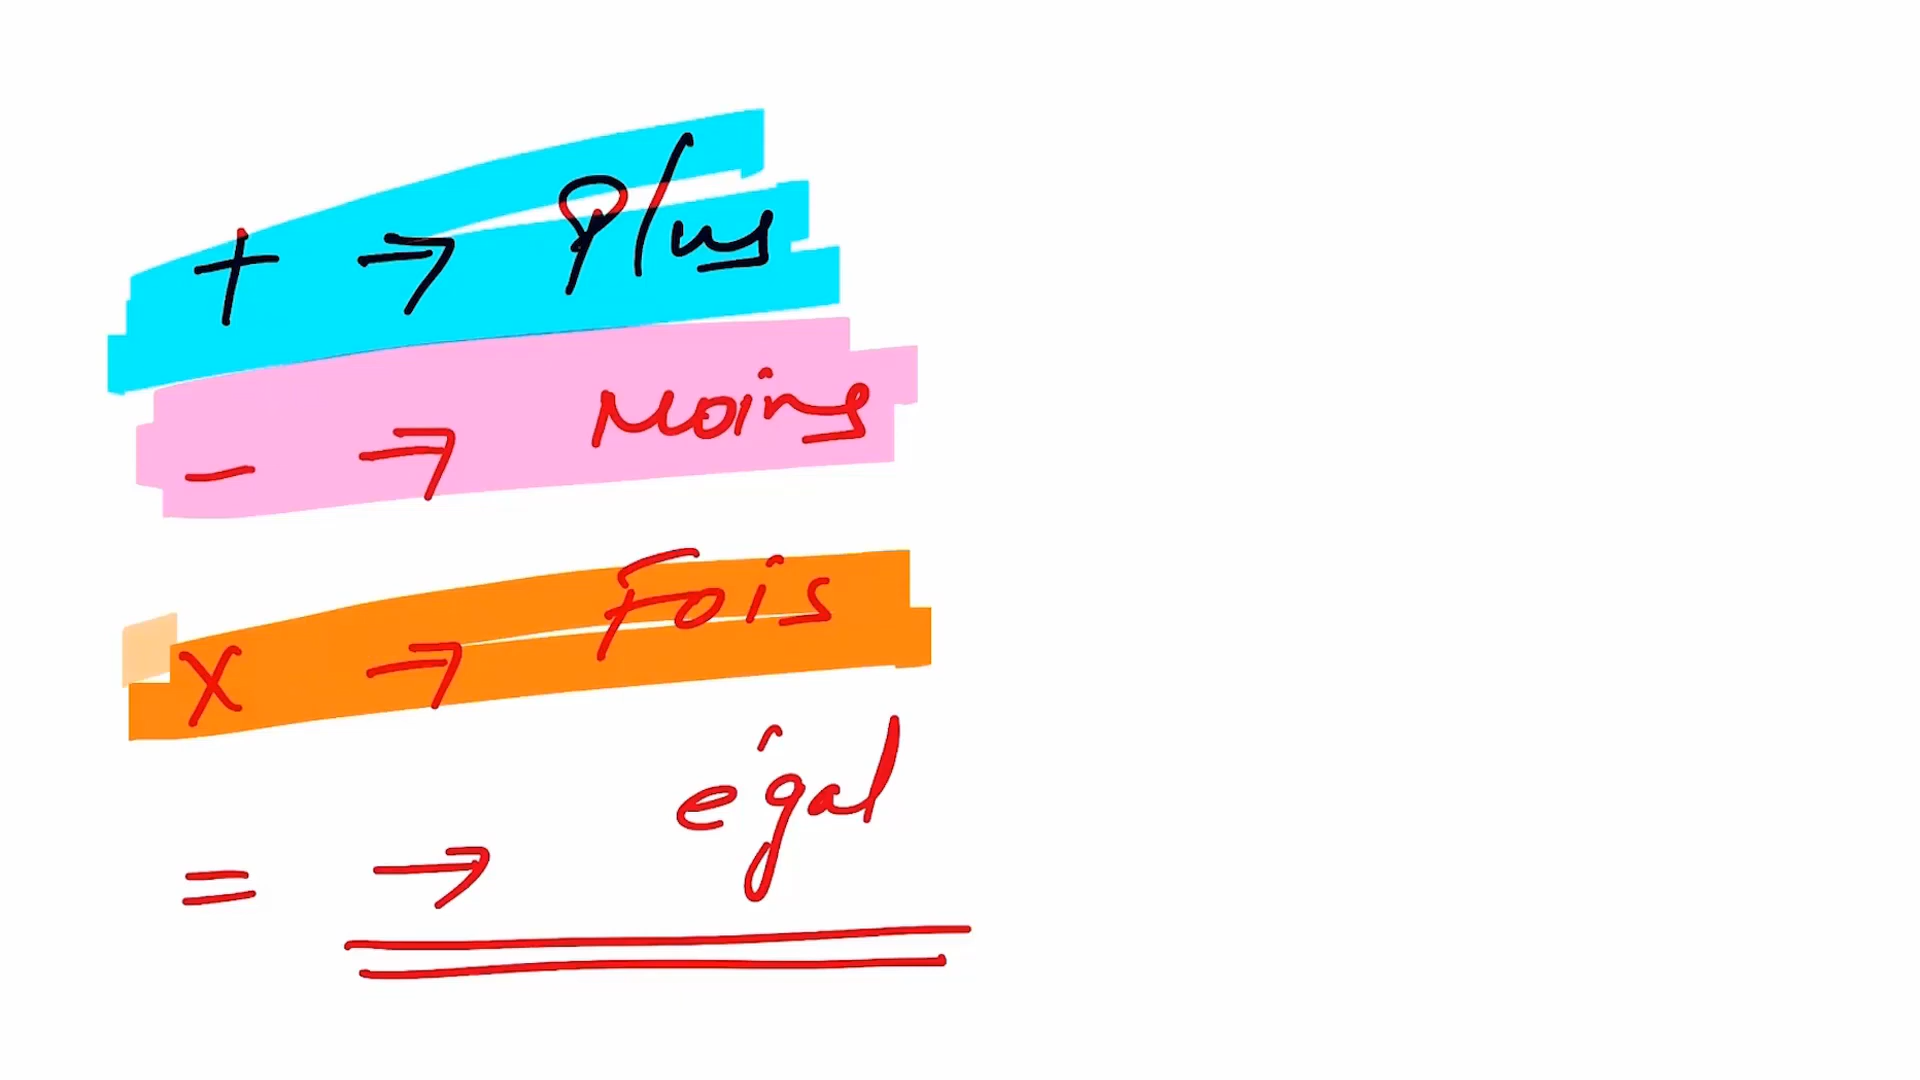 + → Plus
- → Moins
x → Fois
= → égal